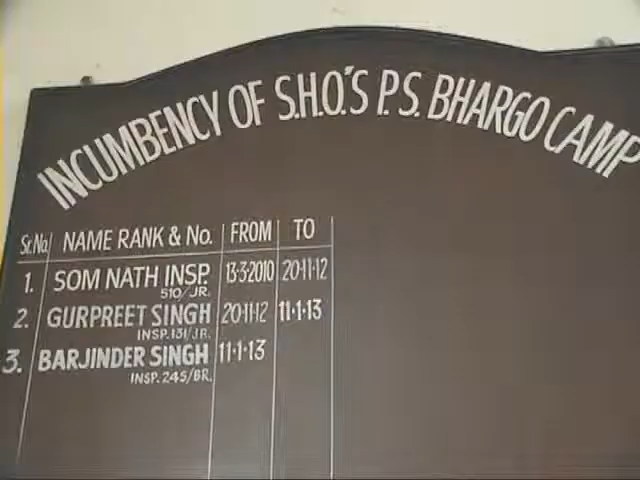 INCUMBENCY OF S.H.O.'S P.S. BHARGO CAMP
Sr.No. NAME RANK & No. FROM TO
1. SOM NATH INSP. 13-3-2010 20-11-12
510/JR.
2. GURPREET SINGH 20-11-12 11-1-13
INSP.131/JR.
3. BARJINDER SINGH 11-1-13
INSP. 245/BR.